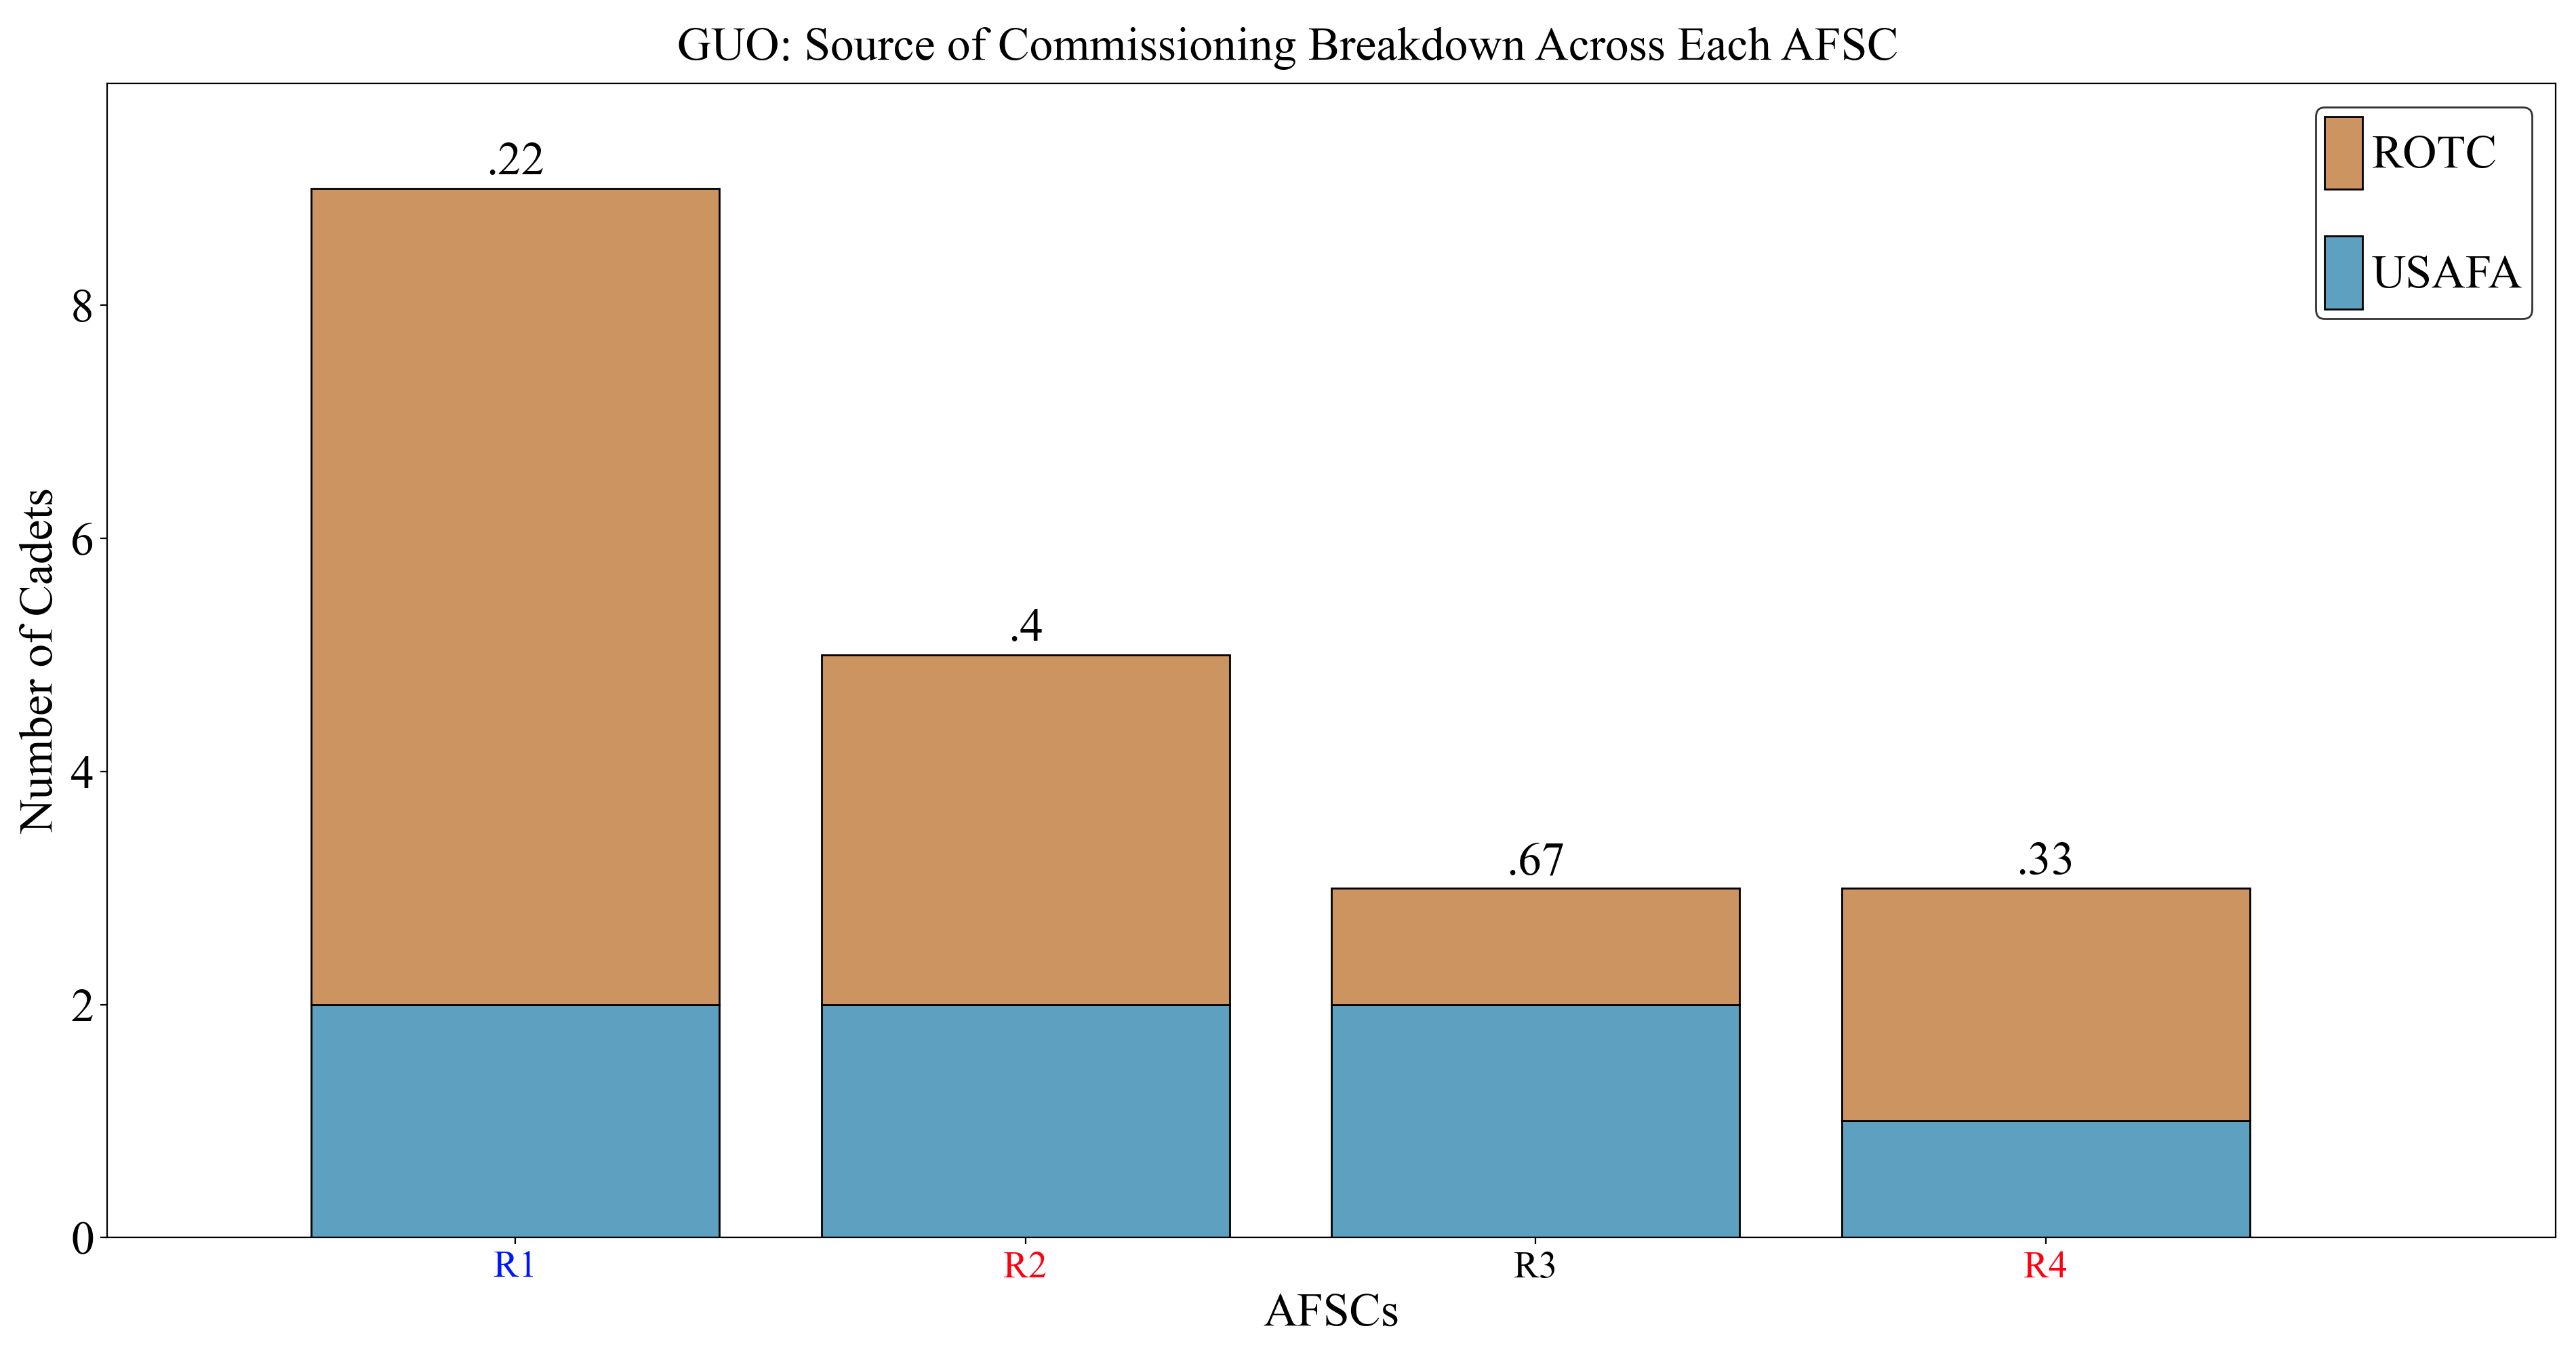 GUO: Source of Commissioning Breakdown Across Each AFSC
ROTC
USAFA
.22
.4
.67
.33
Number of Cadets
8
6
4
2
0
R1
R2
R3
R4
AFSCs